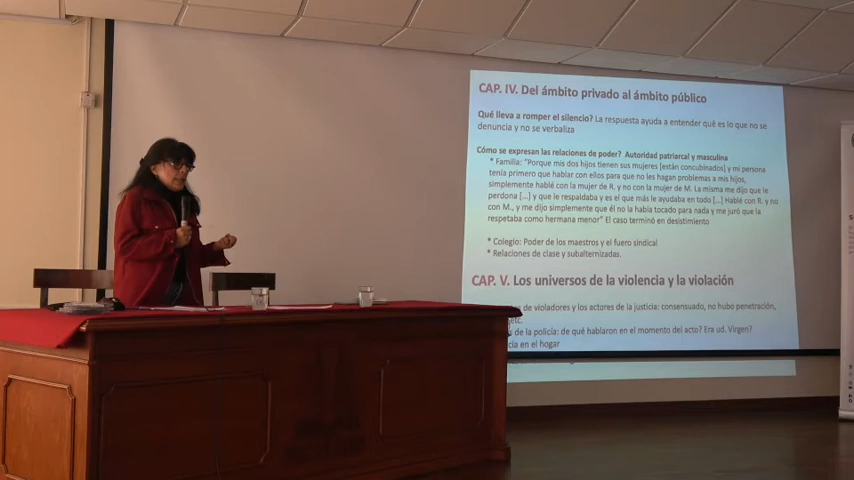 CAP. IV. Del ámbito privado al ámbito público
Qué lleva a romper el silencio? La respuesta ayuda a entender qué es lo que no se
denuncia y no se verbaliza
Cómo se expresan las relaciones de poder? Autoridad patriarcal y masculina
* Familia: "Porque mis dos hijos tienen sus mujeres [están concubinados] y mi persona
tenía primero que hablar con ellos para que no les hagan problemas a mis hijos,
simplemente hablé con la mujer de R. y no con la mujer de M. La misma me dijo que le
perdona [...] y que le respaldaba y es el que más le ayudaba en todo [...] Hablé con R. y no
con M., y me dijo simplemente que él no la había tocado para nada y me juró que la
respetaba como hermana menor" El caso terminó en desistimiento
* Colegio: Poder de los maestros y el fuero sindical
* Relaciones de clase y subalternizadas.
CAP. V. Los universos de la violencia y la violación
de violadores y los actores de la justicia: consensuado, no hubo penetración,
etc.
de la policía: de qué hablaron en el momento del acto? Era ud. Virgen?
en el hogar